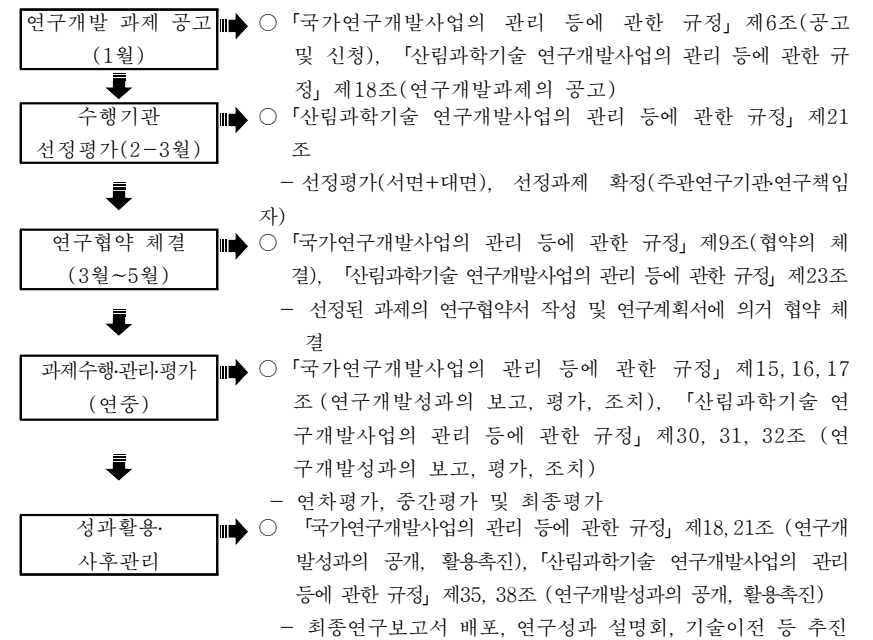 연구개발 과제 공고
(1월)
○ 「국가연구개발사업의 관리 등에 관한 규정」 제6조(공고
및 신청), 「산림과학기술 연구개발사업의 관리 등에 관한 규
정」 제18조(연구개발과제의 공고)
수행기관
선정평가(2-3월)
○ 「산림과학기술 연구개발사업의 관리 등에 관한 규정」 제21
조
- 선정평가(서면+대면), 선정과제 확정(주관연구기관·연구책임
자)
연구협약 체결
(3월~5월)
○ 「국가연구개발사업의 관리 등에 관한 규정」 제9조(협약의 체
결), 「산림과학기술 연구개발사업의 관리 등에 관한 규정」 제23조
- 선정된 과제의 연구협약서 작성 및 연구계획서에 의거 협약 체
결
과제수행·관리·평가
(연중)
○ 「국가연구개발사업의 관리 등에 관한 규정」 제15, 16, 17
조 (연구개발성과의 보고, 평가, 조치), 「산림과학기술 연
구개발사업의 관리 등에 관한 규정」 제30, 31, 32조 (연
구개발성과의 보고, 평가, 조치)
- 연차평가, 중간평가 및 최종평가
성과활용·
사후관리
○ 「국가연구개발사업의 관리 등에 관한 규정」 제18, 21조 (연구개
발성과의 공개, 활용촉진), 「산림과학기술 연구개발사업의 관리
등에 관한 규정」 제35, 38조 (연구개발성과의 공개, 활용촉진)
- 최종연구보고서 배포, 연구성과 설명회, 기술이전 등 추진